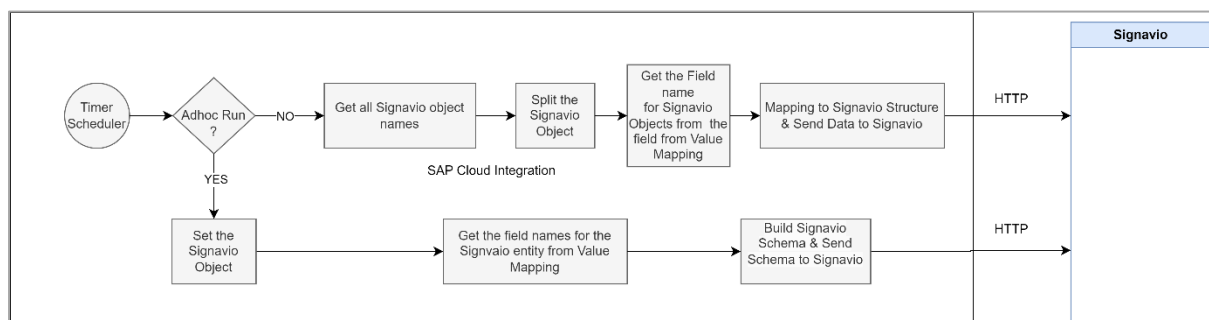 Signavio
Timer
Scheduler
Adhoc Run
?
NO
Get all Signavio object
names
Split the
Signavio
Object
Get the Field
name
for Signavio
Objects from the
field from Value
Mapping
Mapping to Signavio Structure
& Send Data to Signavio
HTTP
SAP Cloud Integration
YES
Set the
Signavio
Object
Get the field names for the
Signvaio entity from Value
Mapping
Build Signavio
Schema & Send
Schema to Signavio
HTTP